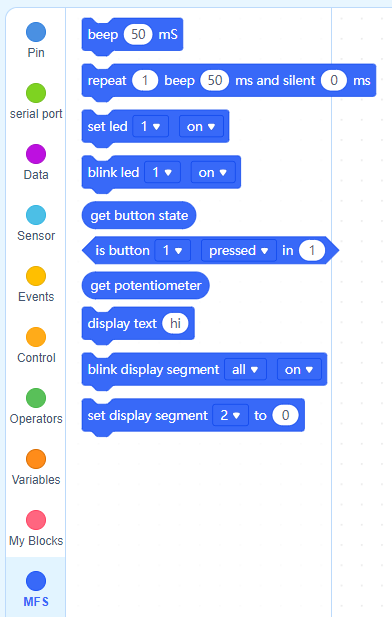 Pin
serial port
Data
Sensor
Events
Control
Operators
Variables
My Blocks
MFS
beep 50 mS
repeat 1 beep 50 ms and silent 0 ms
set led 1 on
blink led 1 on
get button state
is button 1 pressed in 1
get potentiometer
display text hi
blink display segment all on
set display segment 2 to 0